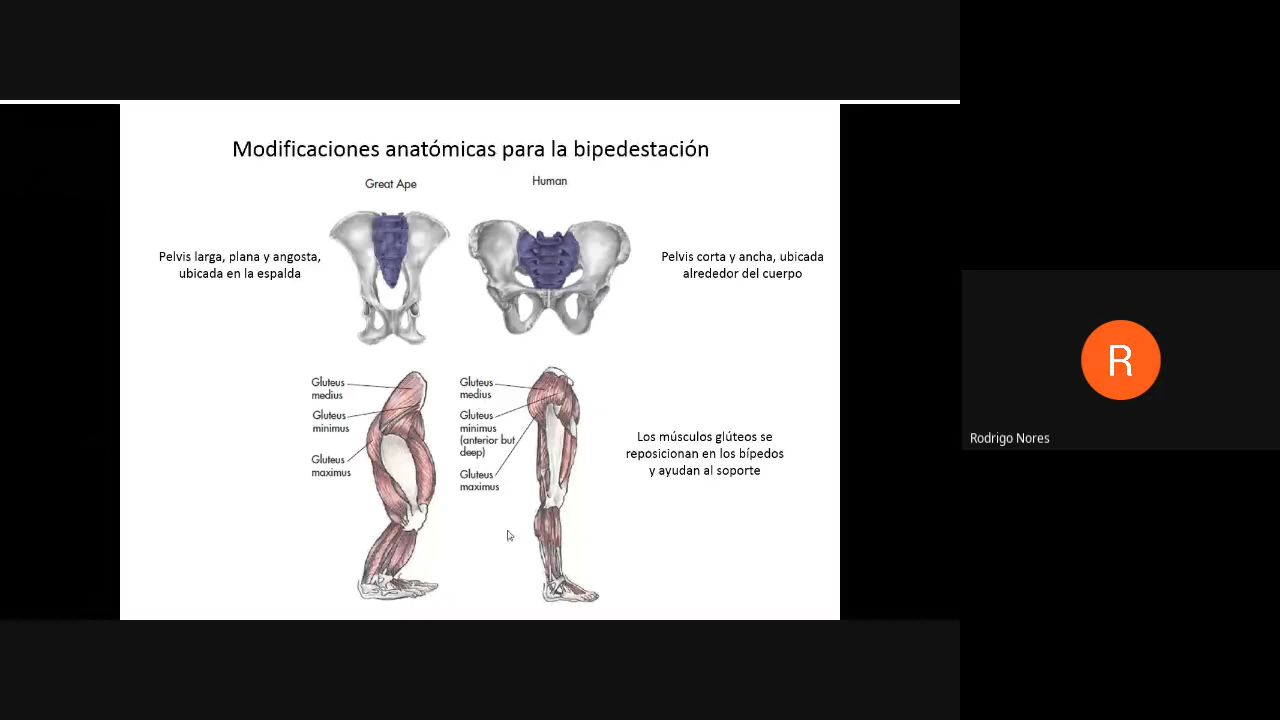 Modificaciones anatómicas para la bipedestación
Great Ape
Human
Pelvis larga, plana y angosta,
ubicada en la espalda
Pelvis corta y ancha, ubicada
alrededor del cuerpo
Gluteus
medius
Gluteus
minimus
Gluteus
maximus
Gluteus
medius
Gluteus
minimus
(anterior but
deep)
Gluteus
maximus
Los músculos glúteos se
reposicionan en los bípedos
y ayudan al soporte
R
Rodrigo Nores